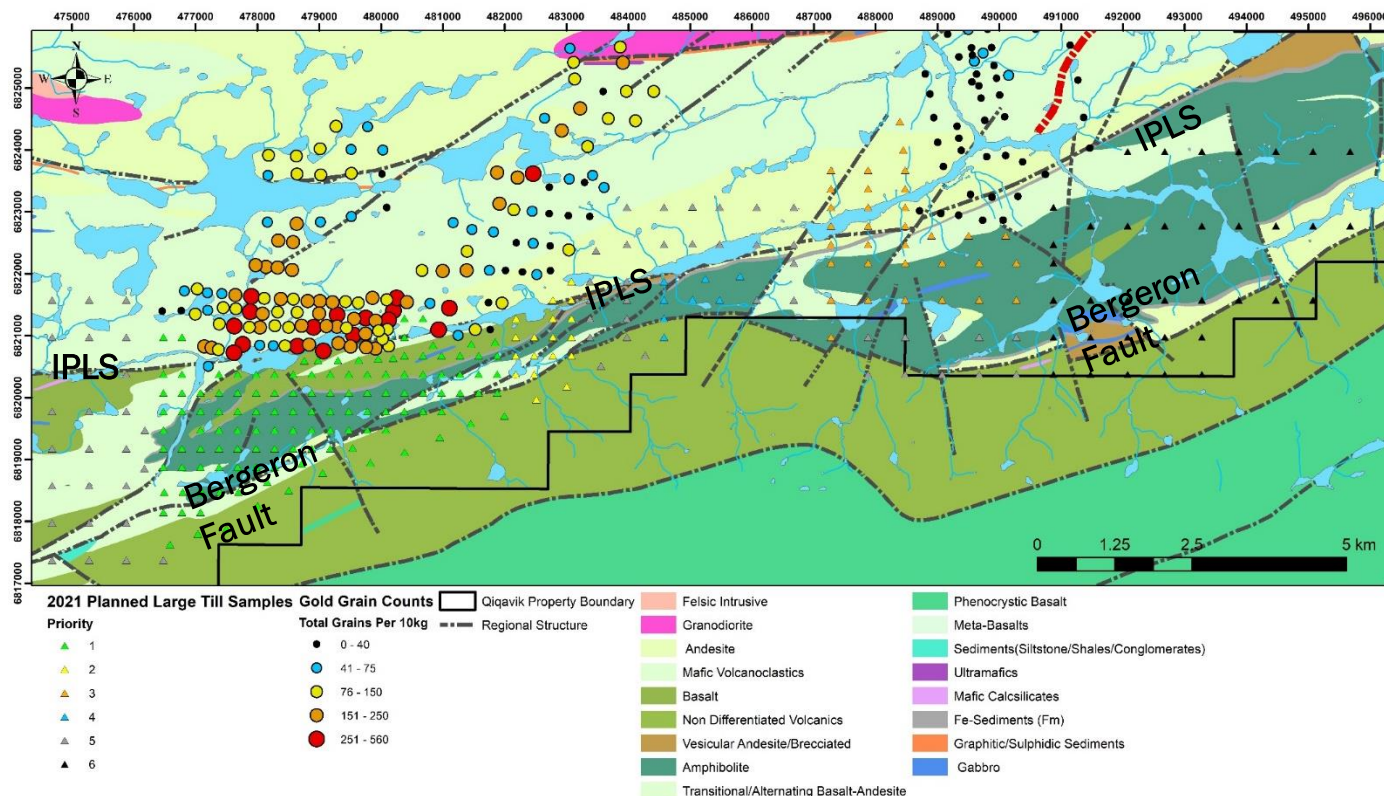 475000 476000 477000 478000 479000 480000 481000 482000 483000 484000 485000 486000 487000 488000 489000 490000 491000 492000 493000 494000 495000 496000
N
W E
S
6825000
6824000
6823000
6822000
6821000
6820000
6819000
6818000
6817000
IPLS
IPLS
IPLS
Bergeron
Fault
Bergeron
Fault
0 1.25 2.5 5 km
2021 Planned Large Till Samples
Priority
1
2
3
4
5
6
Gold Grain Counts
Total Grains Per 10kg
0 - 40
41 - 75
76 - 150
151 - 250
251 - 560
Qiqavik Property Boundary
Regional Structure
Felsic Intrusive
Granodiorite
Andesite
Mafic Volcanoclastics
Basalt
Non Differentiated Volcanics
Vesicular Andesite/Brecciated
Amphibolite
Transitional/Alternating Basalt-Andesite
Phenocrystic Basalt
Meta-Basalts
Sediments(Siltstone/Shales/Conglomerates)
Ultramafics
Mafic Calcsilicates
Fe-Sediments (Fm)
Graphitic/Sulphidic Sediments
Gabbro